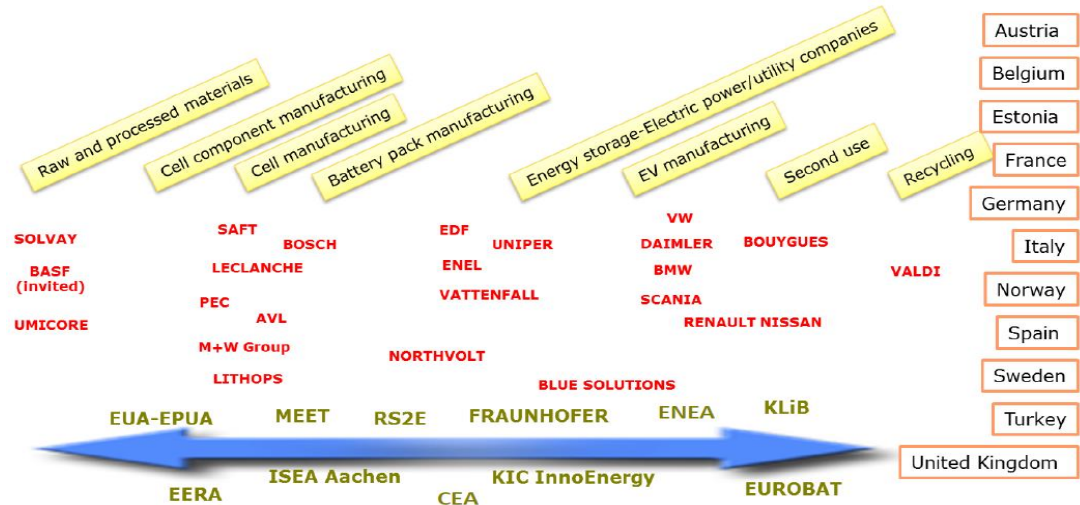 Raw and processed materials
Cell component manufacturing
Cell manufacturing
Battery pack manufacturing
Energy storage-Electric power/utility companies
EV manufacturing
Second use
Recycling
SOLVAY
BASF
(invited)
UMICORE
SAFT
BOSCH
LECLANCHE
PEC
AVL
M+W Group
LITHOPS
EDF
UNIPER
ENEL
VATTENFALL
NORTHVOLT
BLUE SOLUTIONS
VW
DAIMLER
BMW
SCANIA
RENAULT NISSAN
BOUYGUES
VALDI
EUA-EPUA
MEET
RS2E
FRAUNHOFER
ENEA
KLiB
EERA
ISEA Aachen
CEA
KIC InnoEnergy
EUROBAT
Austria
Belgium
Estonia
France
Germany
Italy
Norway
Spain
Sweden
Turkey
United Kingdom